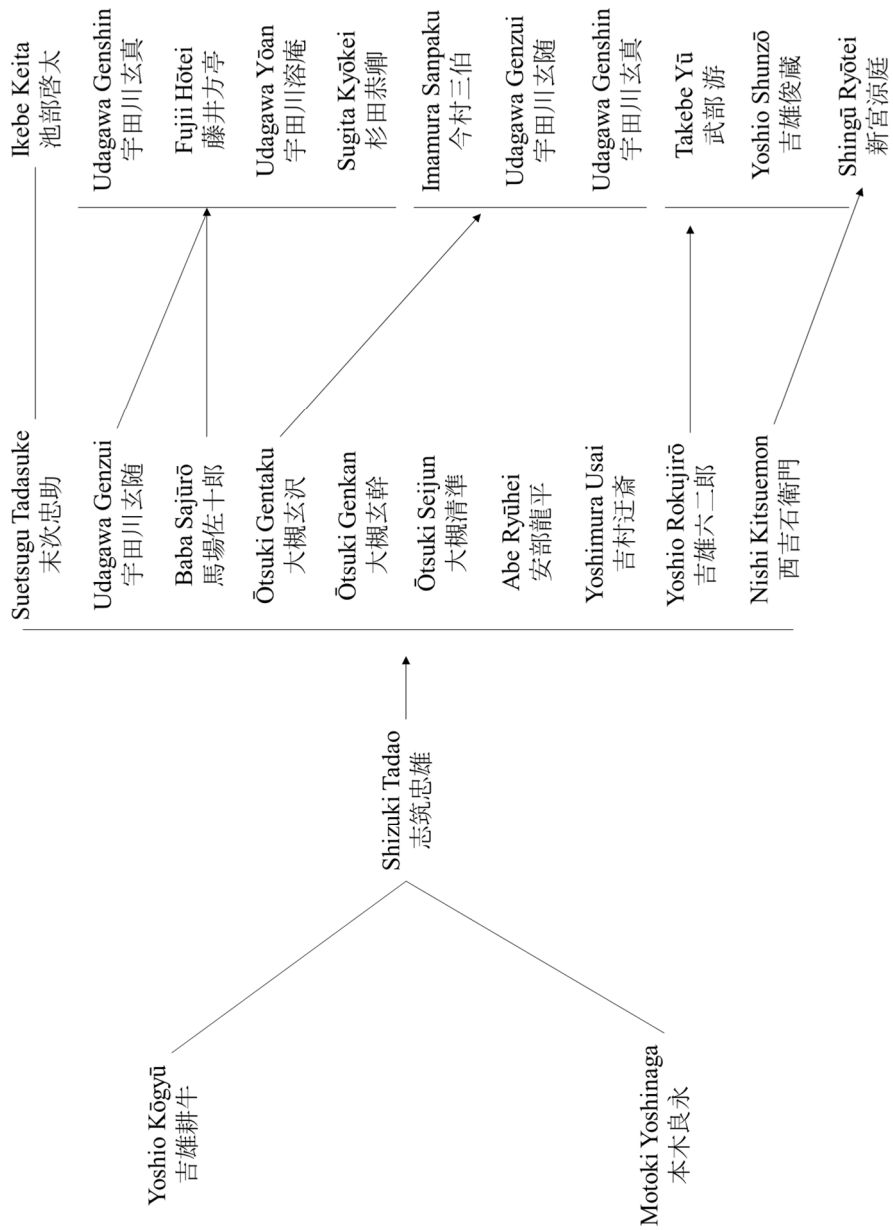 Yoshio Kōgyū
吉雄耕牛
Motoki Yoshinaga
本木良永
Shizuki Tadao
志筑忠雄
Suetsugu Tadasuke
末次忠助
Udagawa Genzui
宇田川玄随
Baba Sajūrō
馬場佐十郎
Ōtsuki Gentaku
大槻玄沢
Ōtsuki Genkan
大槻玄幹
Ōtsuki Seijun
大槻清準
Abe Ryūhei
安部龍平
Yoshimura Usai
吉村迂斎
Yoshio Rokujirō
吉雄六二郎
Nishi Kitsuemon
西吉右衛門
Ikebe Keita
池部啓太
Udagawa Genshin
宇田川玄真
Fujii Hōtei
藤井方亭
Udagawa Yōan
宇田川溶庵
Sugita Kyōkei
杉田恭卿
Imamura Sanpaku
今村三伯
Udagawa Genzui
宇田川玄随
Udagawa Genshin
宇田川玄真
Takebe Yū
武部 游
Yoshio Shunzō
吉雄俊蔵
Shingū Ryōtei
新宮涼庭